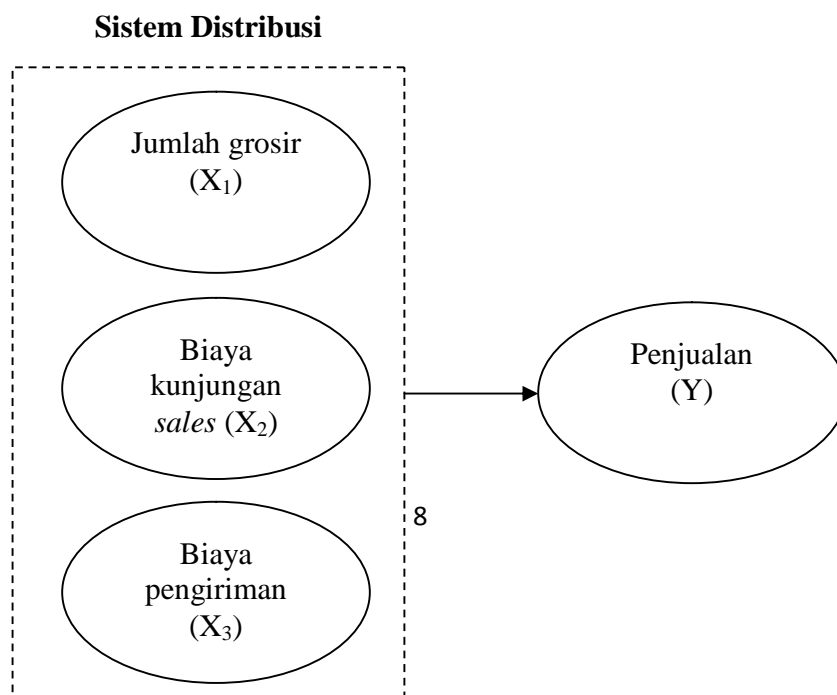 Sistem Distribusi
Jumlah grosir
(X₁)
Biaya
kunjungan
sales (X₂)
Penjualan
(Y)
8
Biaya
pengiriman
(X₃)